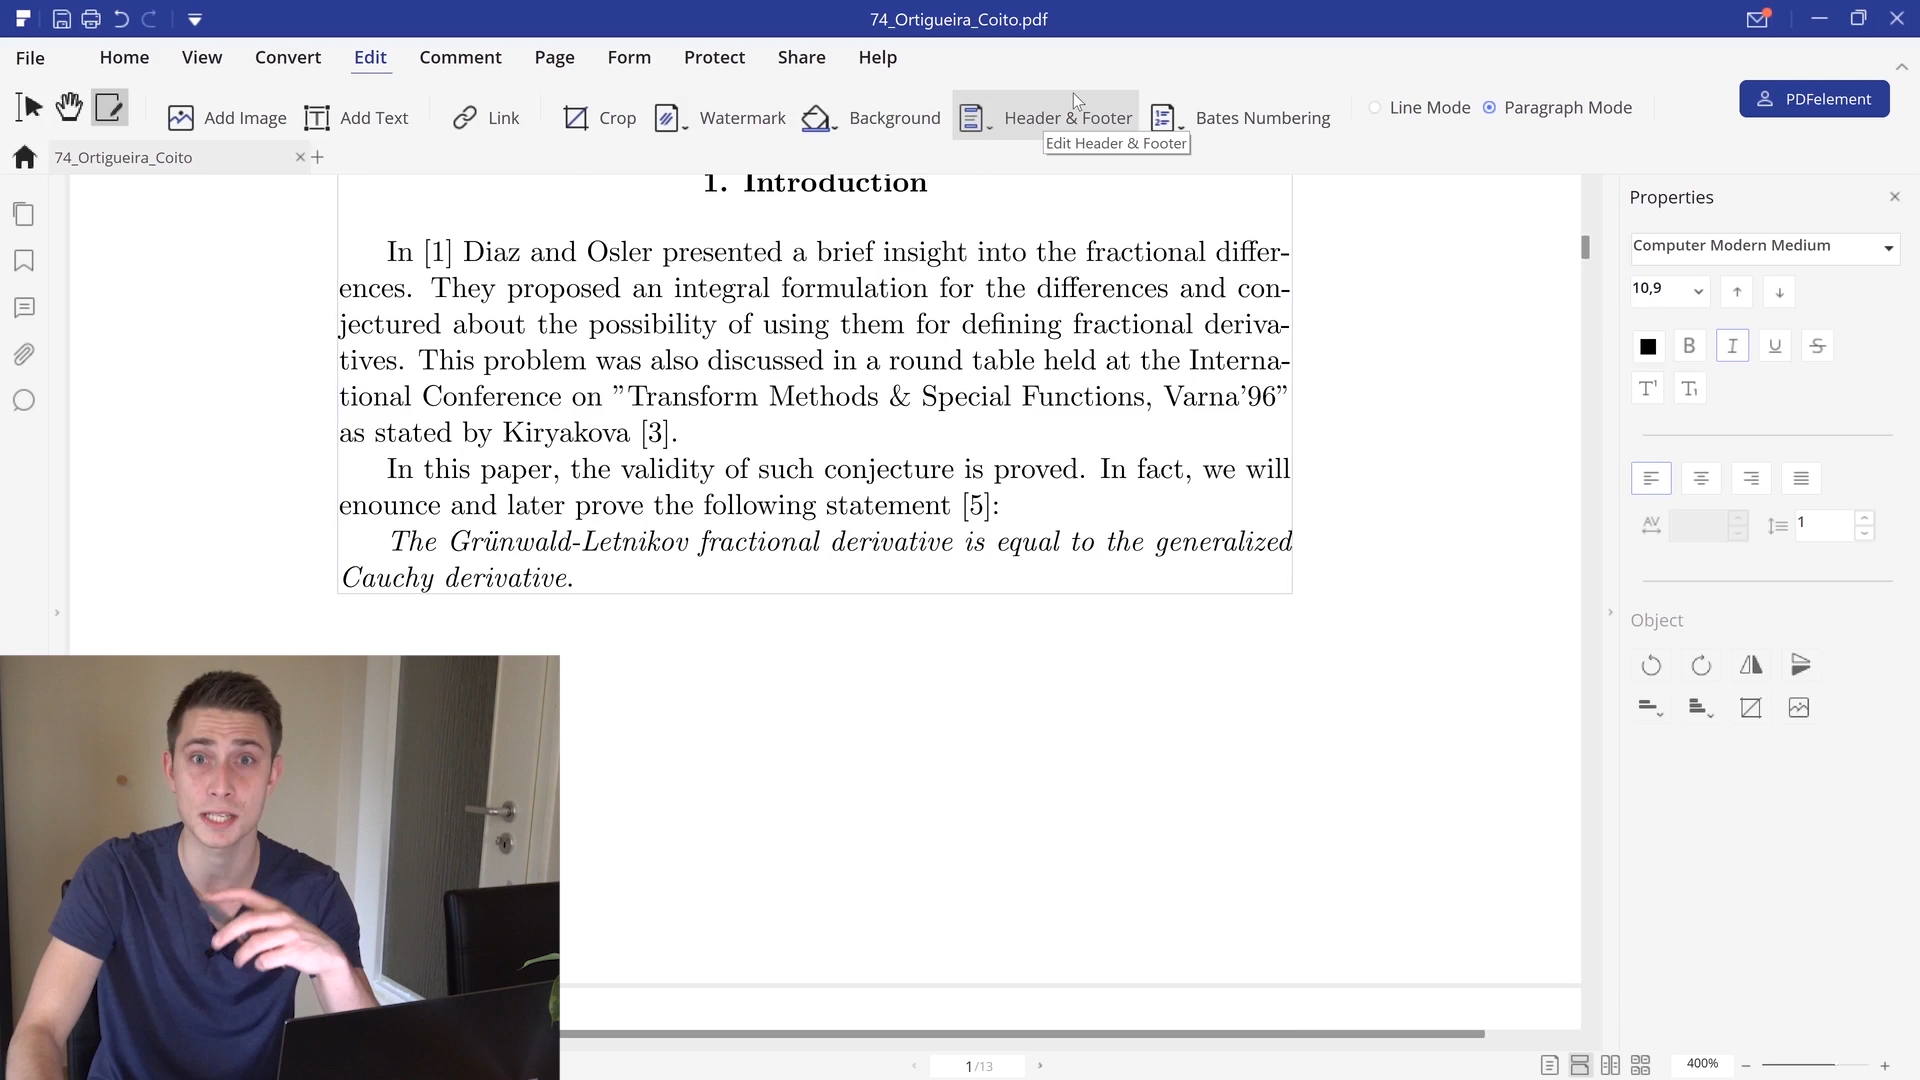 74_Ortigueira_Coito.pdf
File Home View Convert Edit Comment Page Form Protect Share Help
Add Image Add Text Link Crop Watermark Background Header & Footer Bates Numbering Line Mode Paragraph Mode PDFelement
Edit Header & Footer
74_Ortigueira_Coito
1. Introduction
In [1] Diaz and Osler presented a brief insight into the fractional differ-
ences. They proposed an integral formulation for the differences and con-
jectured about the possibility of using them for defining fractional deriva-
tives. This problem was also discussed in a round table held at the Interna-
tional Conference on ”Transform Methods & Special Functions, Varna’96”
as stated by Kiryakova [3].
In this paper, the validity of such conjecture is proved. In fact, we will
enounce and later prove the following statement [5]:
The Grünwald-Letnikov fractional derivative is equal to the generalized
Cauchy derivative.
Properties
Computer Modern Medium
10,9
B I U S
T¹ T₁
AV 1
Object
1/13
400%